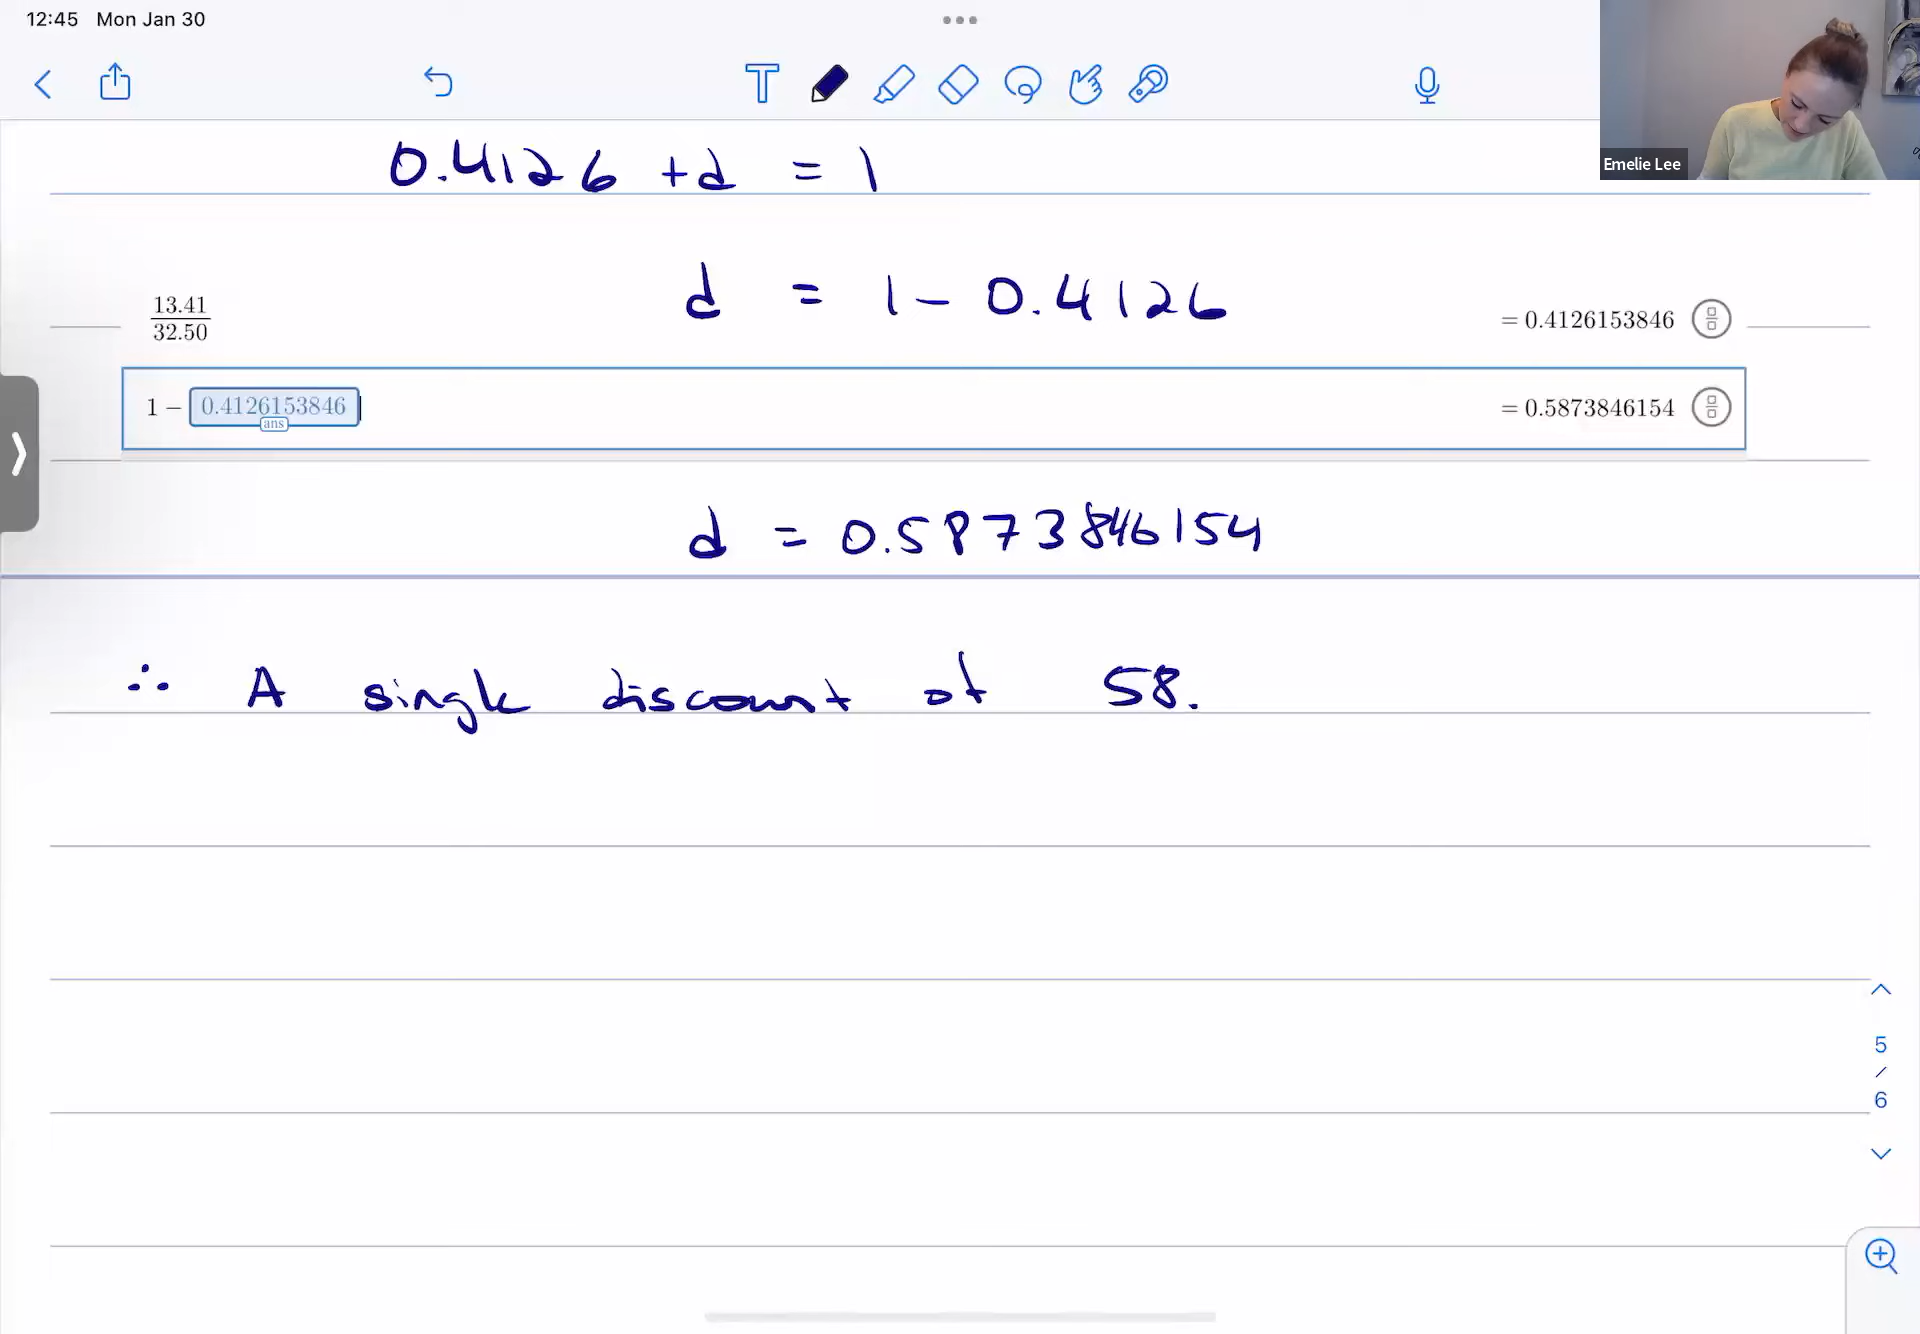 12:45 Mon Jan 30
Emelie Lee
0.4126 + d = 1
d = 1 - 0.4126
13.41
32.50
= 0.4126153846
1 - 0.4126153846
ans
= 0.5873846154
d = 0.5873846154
∴ A single discount of 58.
5
/
6